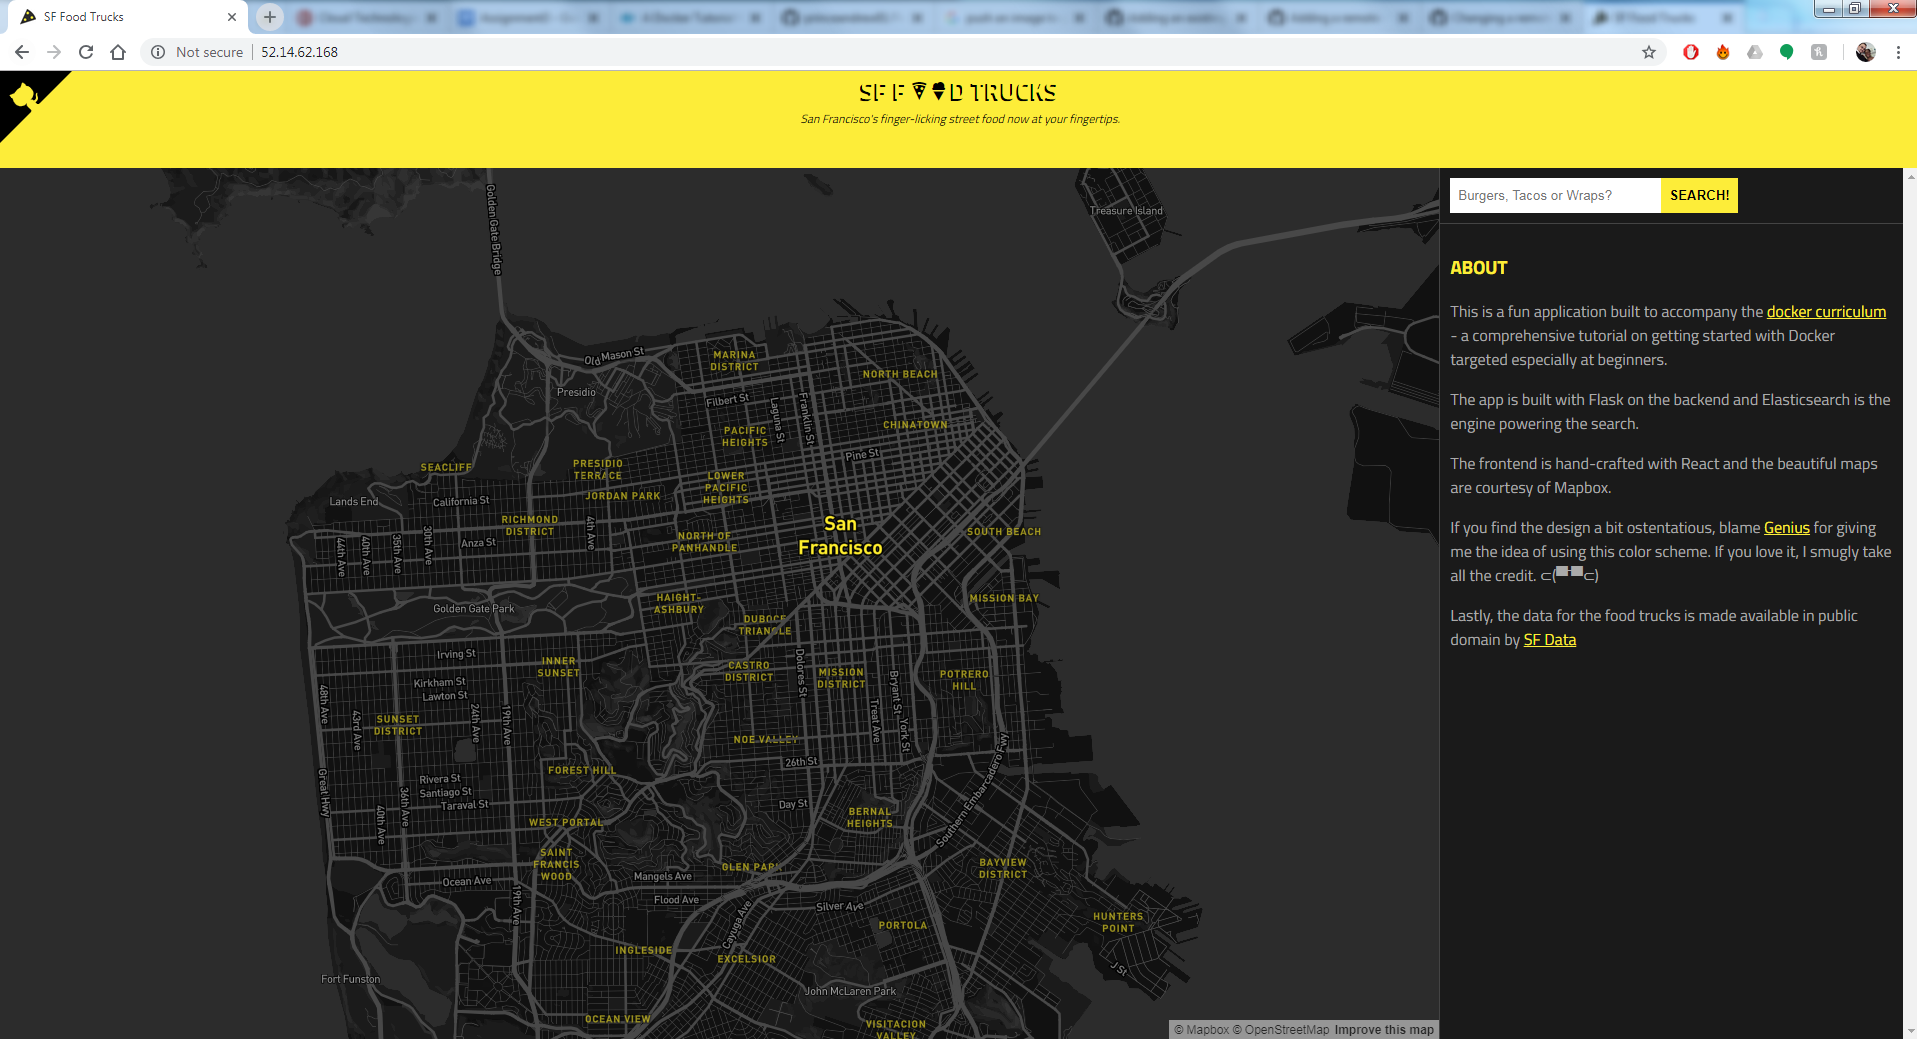 SF Food Trucks
Not secure
52.14.62.168
SF F D TRUCKS
San Francisco's finger-licking street food now at your fingertips.
Burgers, Tacos or Wraps?
SEARCH!
ABOUT
This is a fun application built to accompany the docker curriculum
- a comprehensive tutorial on getting started with Docker
targeted especially at beginners.
The app is built with Flask on the backend and Elasticsearch is the
engine powering the search.
The frontend is hand-crafted with React and the beautiful maps
are courtesy of Mapbox.
If you find the design a bit ostentatious, blame Genius for giving
me the idea of using this color scheme. If you love it, I smugly take
all the credit. ⊂(▀¯▀⊂)
Lastly, the data for the food trucks is made available in public
domain by SF Data
Golden Gate Bridge
Treasure Island
Old Mason St
MARINA
DISTRICT
NORTH BEACH
Presidio
Filbert St
Laguna St
Franklin St
CHINATOWN
PACIFIC
HEIGHTS
Pine St
SEACLIFF
PRESIDIO
TERRACE
LOWER
PACIFIC
HEIGHTS
JORDAN PARK
Lands End
California St
RICHMOND
DISTRICT
4th Ave
San
Francisco
SOUTH BEACH
44th Ave
40th Ave
35th Ave
30th Ave
Anza St
NORTH OF
PANHANDLE
HAIGHT-
ASHBURY
MISSION BAY
Golden Gate Park
DUBOCE
TRIANGLE
Irving St
INNER
SUNSET
CASTRO
DISTRICT
Dolores St
MISSION
DISTRICT
Bryant St
POTRERO
HILL
Kirkham St
Lawton St
48th Ave
43rd Ave
SUNSET
DISTRICT
24th Ave
19th Ave
Treat Ave
York St
NOE VALLEY
26th St
FOREST HILL
Great Hwy
Rivera St
Santiago St
Taraval St
36th Ave
40th Ave
Day St
BERNAL
HEIGHTS
Southern Embarcadero Fwy
WEST PORTAL
SAINT
FRANCIS
WOOD
GLEN PARK
BAYVIEW
DISTRICT
Ocean Ave
Mangels Ave
19th Ave
Flood Ave
Silver Ave
Cayuga Ave
PORTOLA
HUNTERS
POINT
INGLESIDE
EXCELSIOR
J St
Fort Funston
John McLaren Park
OCEAN VIEW
VISITACION
VALLEY
© Mapbox © OpenStreetMap Improve this map